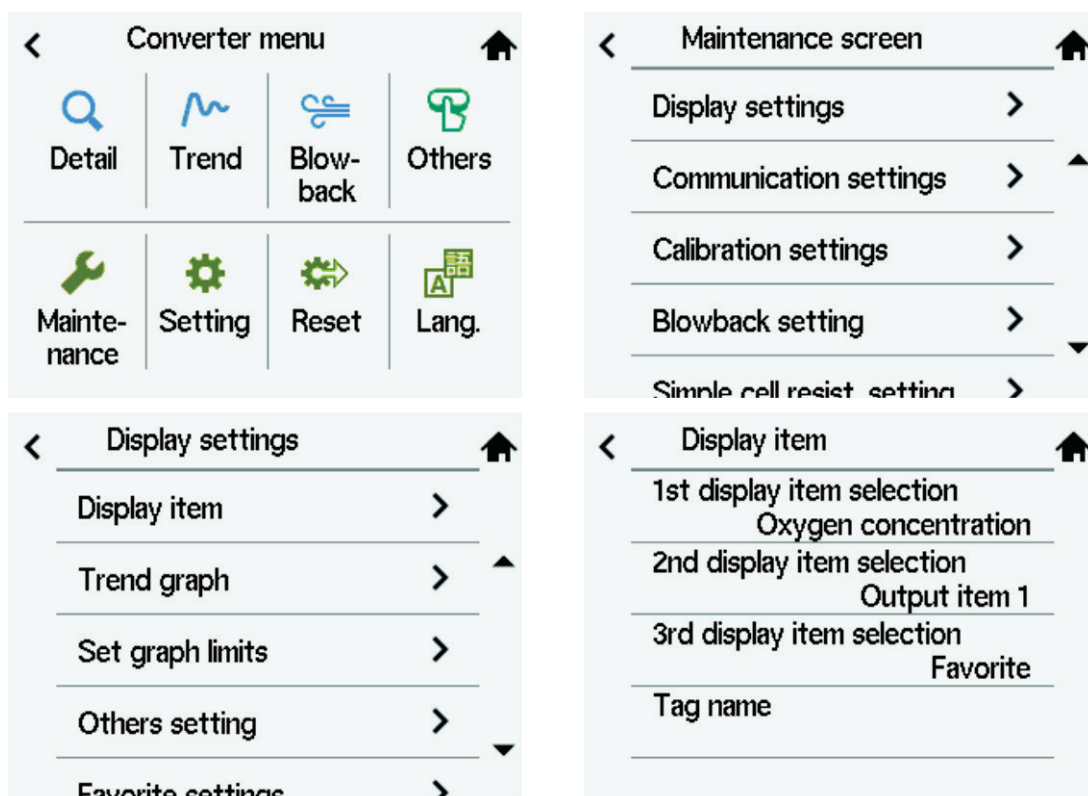 Converter menu
Detail
Trend
Blow-
back
Others
Mainte-
nance
Setting
Reset
語
A
Lang.
Maintenance screen
Display settings
Communication settings
Calibration settings
Blowback setting
Simple cell resist. setting
Display settings
Display item
Trend graph
Set graph limits
Others setting
Favorite settings
Display item
1st display item selection
Oxygen concentration
2nd display item selection
Output item 1
3rd display item selection
Favorite
Tag name